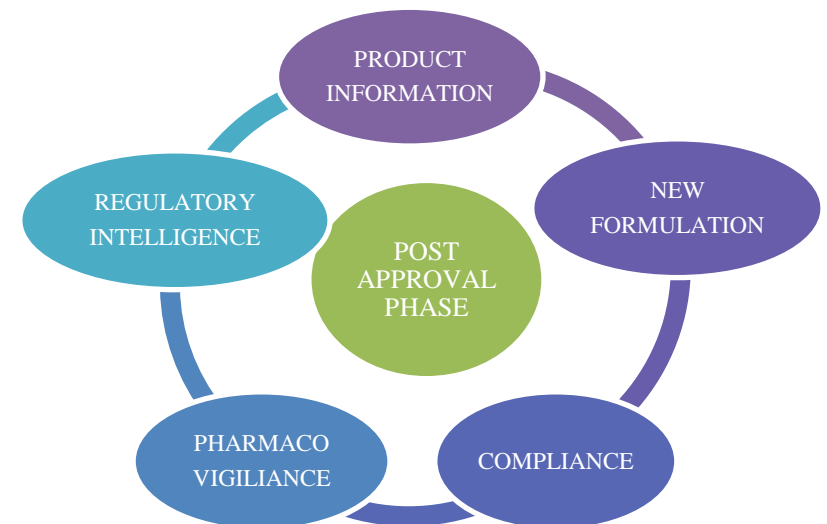 PRODUCT
INFORMATION
NEW
FORMULATION
COMPLIANCE
PHARMACO
VIGILIANCE
REGULATORY
INTELLIGENCE
POST
APPROVAL
PHASE